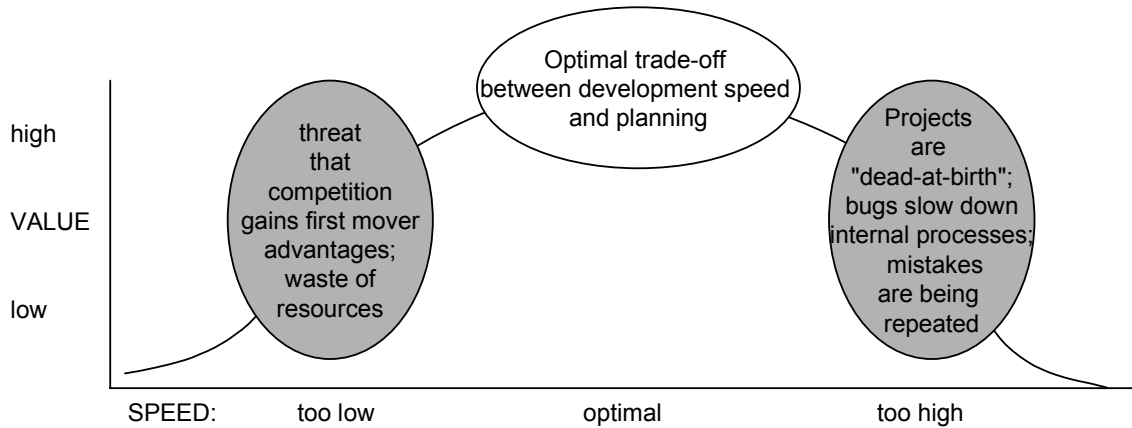 Optimal trade-off
between development speed
and planning
high
VALUE
low
threat
that
competition
gains first mover
advantages;
waste of
resources
Projects
are
"dead-at-birth";
bugs slow down
internal processes;
mistakes
are being
repeated
SPEED: too low optimal too high